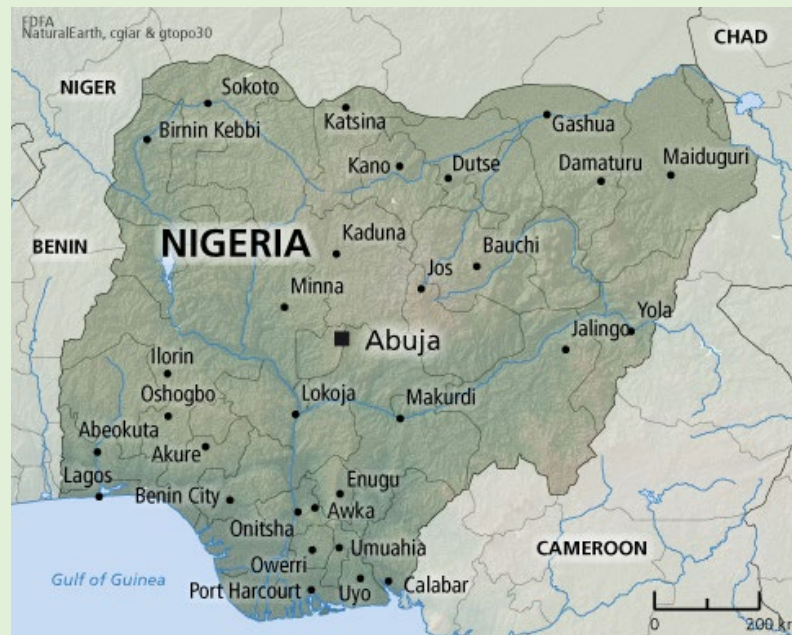 FDFA
NaturalEarth, cgiar & gtopo30
CHAD
NIGER
Sokoto
Katsina
Gashua
Birnin Kebbi
Kano
Dutse
Damaturu
Maiduguri
BENIN
NIGERIA
Kaduna
Bauchi
Jos
Minna
Yola
Abuja
Jalingo
Ilorin
Oshogbo
Lokoja
Makurdi
Abeokuta
Akure
Lagos
Enugu
Benin City
Awka
Onitsha
Umuahia
CAMEROON
Owerri
Gulf of Guinea
Port Harcourt
Uyo
Calabar
0 200 km